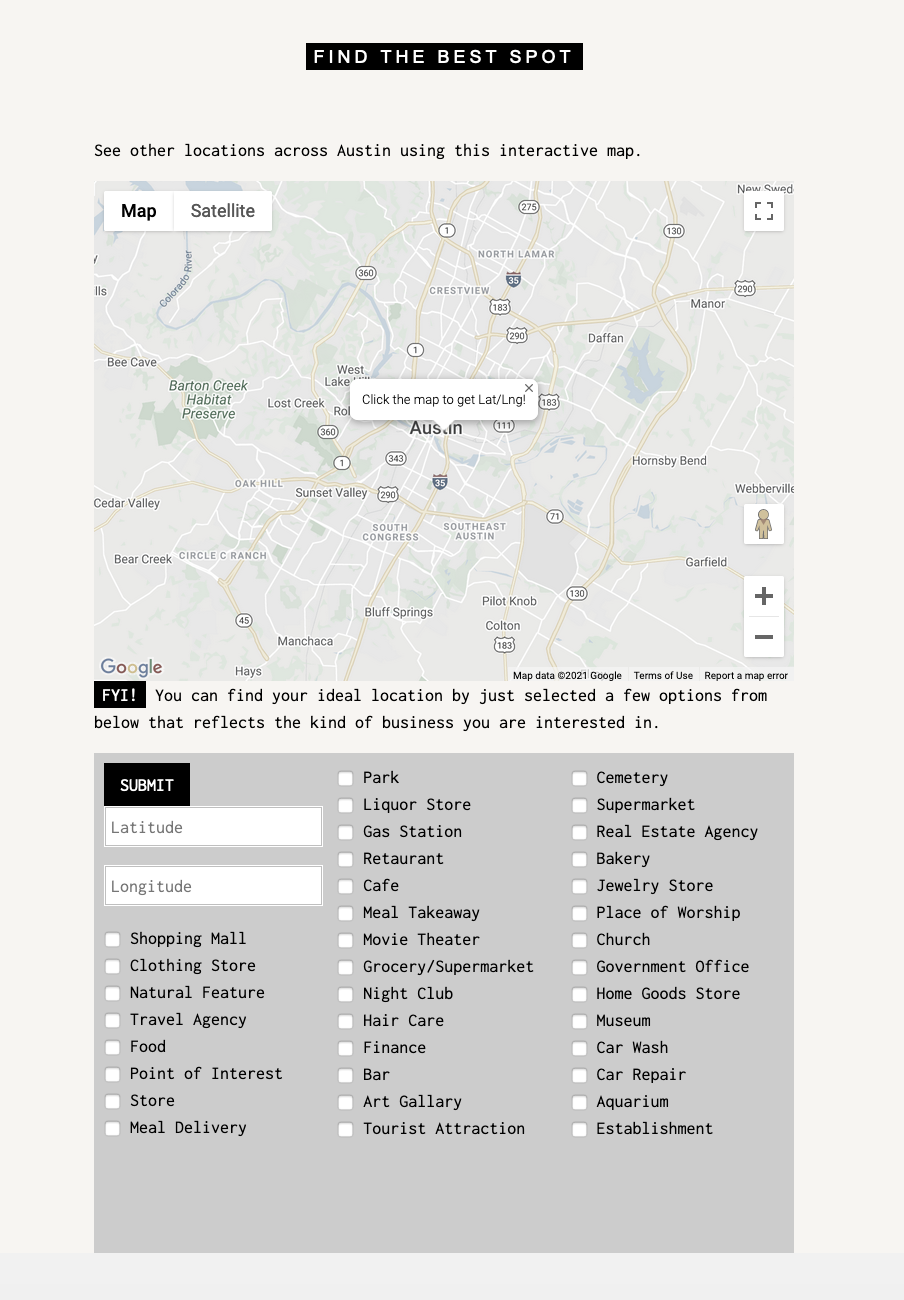 FIND THE BEST SPOT
See other locations across Austin using this interactive map.
Map
Satellite
New Swed
275
1
130
NORTH LAMAR
360
35
290
Colorado River
lls
CRESTVIEW
183
Manor
290
Daffan
1
Bee Cave
West
Lake Hill
Barton Creek
Habitat
Preserve
Lost Creek
Rol
Click the map to get Lat/Lng!
183
Austin
111
360
343
1
Hornsby Bend
OAK HILL
Sunset Valley
290
35
Webberville
Cedar Valley
71
SOUTH
CONGRESS
SOUTHEAST
AUSTIN
Bear Creek
CIRCLE C RANCH
Garfield
130
Pilot Knob
Bluff Springs
45
Colton
Manchaca
183
Hays
Google
Map data ©2021 Google
Terms of Use
Report a map error
FYI! You can find your ideal location by just selected a few options from
below that reflects the kind of business you are interested in.
SUBMIT
Latitude
Longitude
Shopping Mall
Clothing Store
Natural Feature
Travel Agency
Food
Point of Interest
Store
Meal Delivery
Park
Liquor Store
Gas Station
Retaurant
Cafe
Meal Takeaway
Movie Theater
Grocery/Supermarket
Night Club
Hair Care
Finance
Bar
Art Gallary
Tourist Attraction
Cemetery
Supermarket
Real Estate Agency
Bakery
Jewelry Store
Place of Worship
Church
Government Office
Home Goods Store
Museum
Car Wash
Car Repair
Aquarium
Establishment